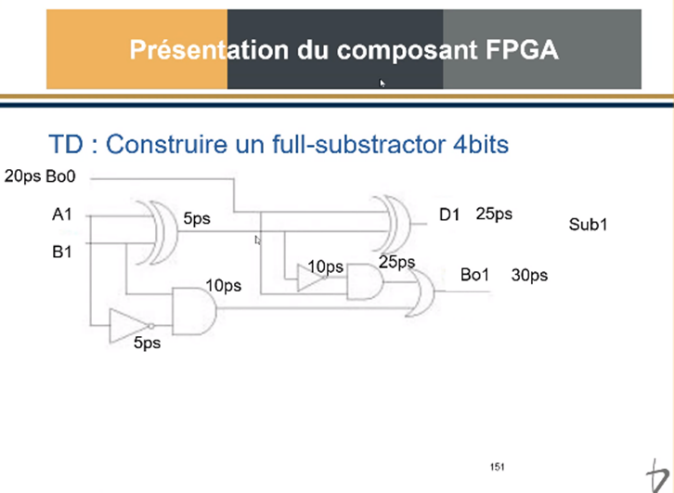 Présentation du composant FPGA
TD : Construire un full-substractor 4bits
20ps Bo0
A1
5ps
D1 25ps
Sub1
B1
10ps
25ps
Bo1 30ps
10ps
5ps
151